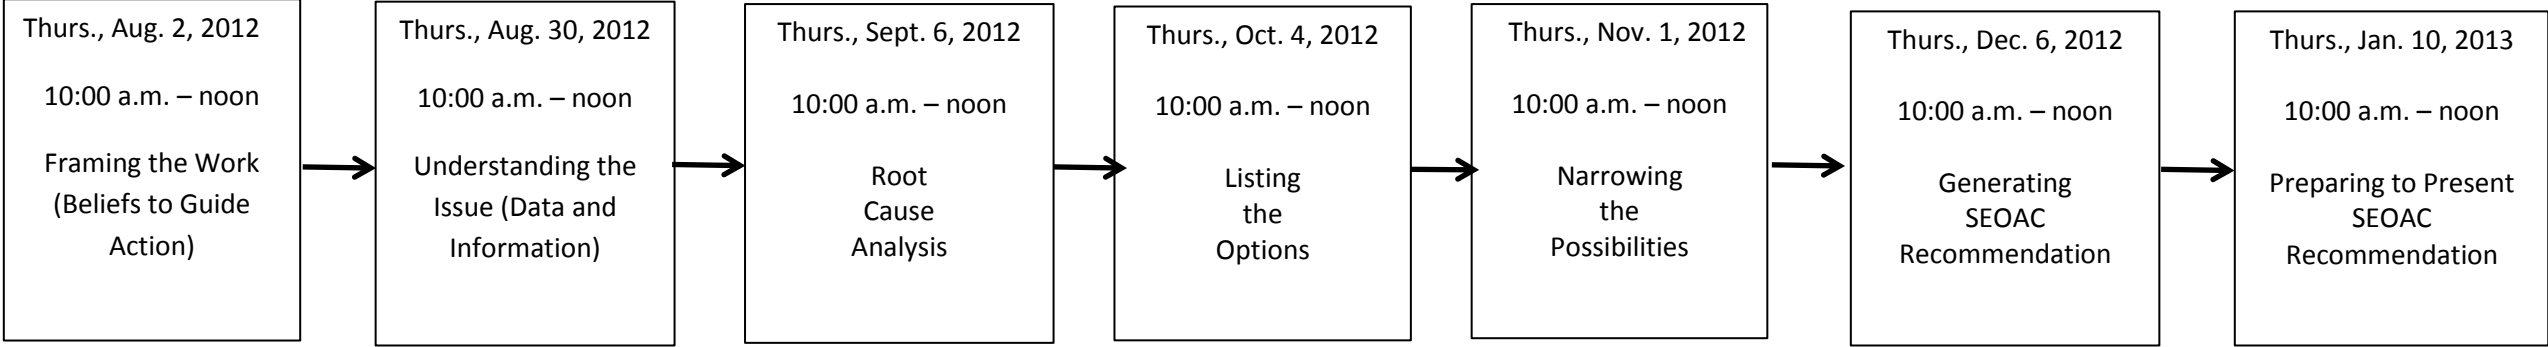 Thurs., Aug. 2, 2012
10:00 a.m. – noon
Framing the Work
(Beliefs to Guide
Action)
Thurs., Aug. 30, 2012
10:00 a.m. – noon
Understanding the
Issue (Data and
Information)
Thurs., Sept. 6, 2012
10:00 a.m. – noon
Root
Cause
Analysis
Thurs., Oct. 4, 2012
10:00 a.m. – noon
Listing
the
Options
Thurs., Nov. 1, 2012
10:00 a.m. – noon
Narrowing
the
Possibilities
Thurs., Dec. 6, 2012
10:00 a.m. – noon
Generating
SEOAC
Recommendation
Thurs., Jan. 10, 2013
10:00 a.m. – noon
Preparing to Present
SEOAC
Recommendation